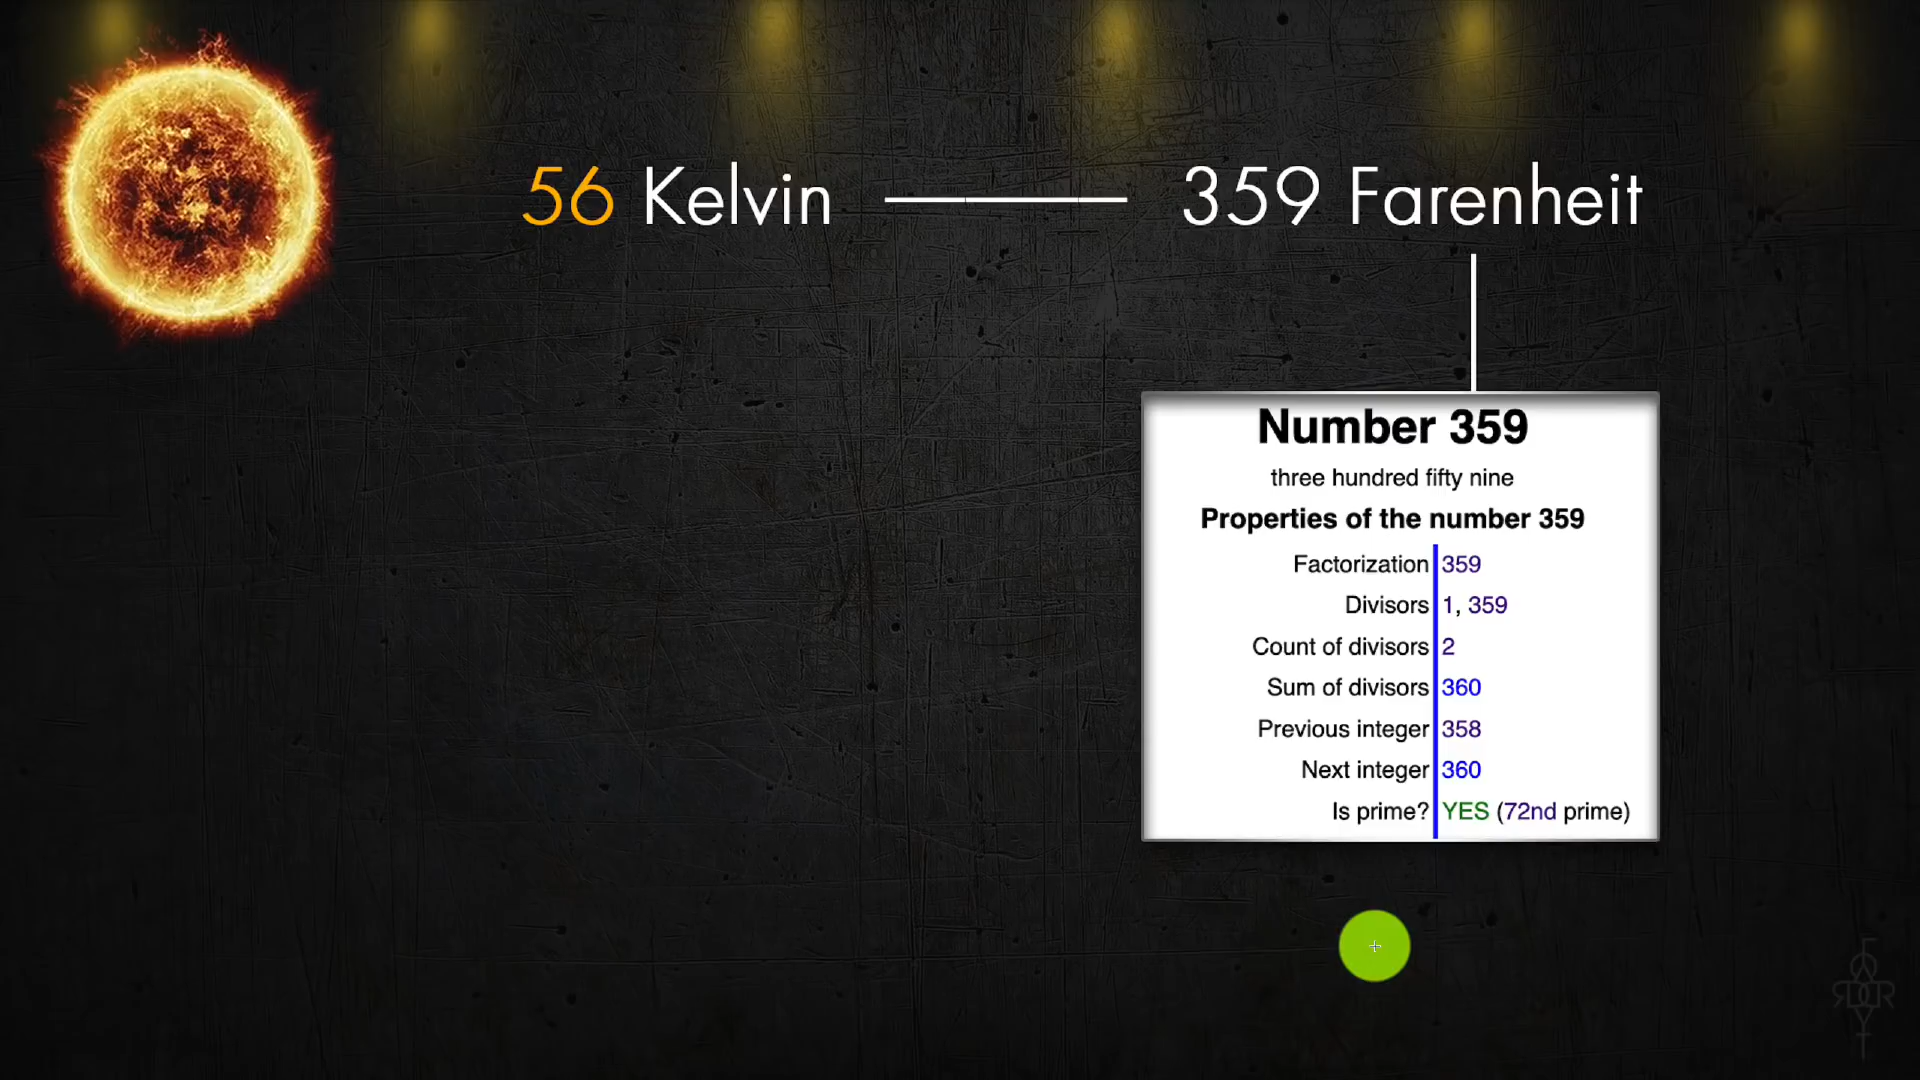 56 Kelvin
359 Farenheit
Number 359
three hundred fifty nine
Properties of the number 359
Factorization 359
Divisors 1, 359
Count of divisors 2
Sum of divisors 360
Previous integer 358
Next integer 360
Is prime? YES (72nd prime)